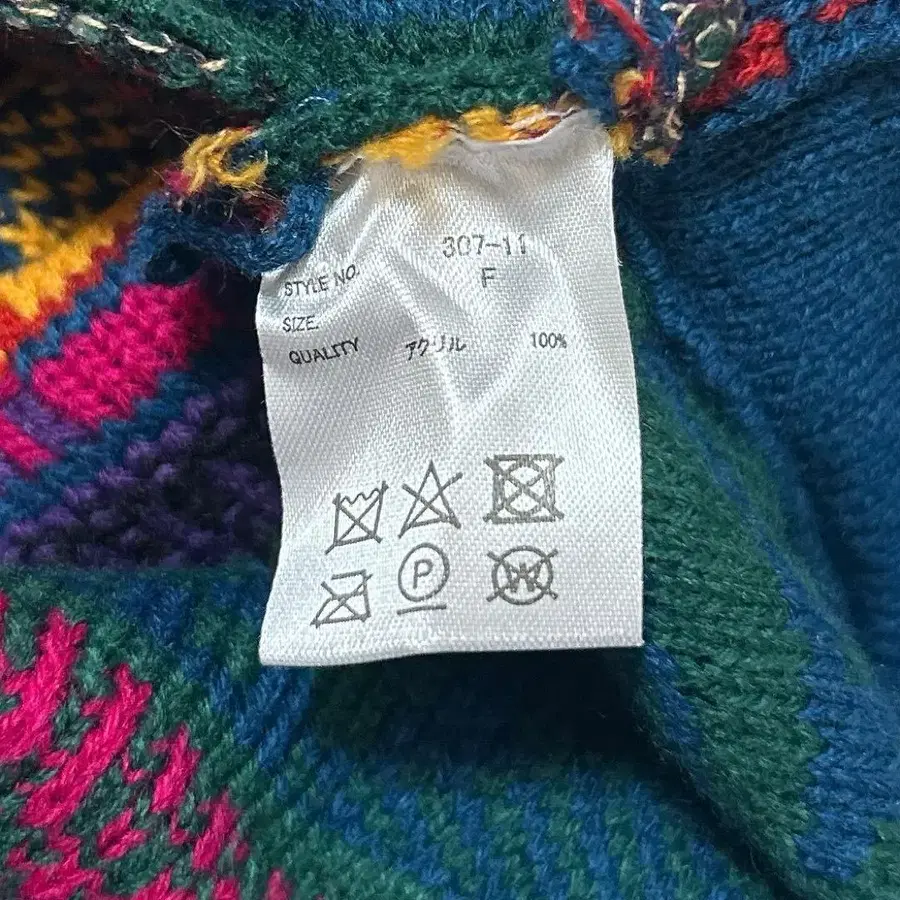 STYLE NO. 307-11
SIZE. F
QUALITY アクリル 100%
P
W